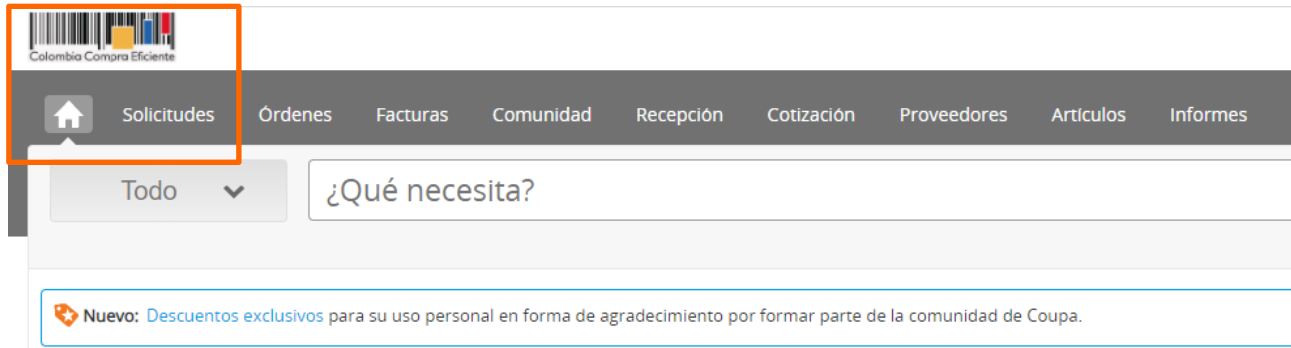 Colombia Compra Eficiente
Solicitudes Órdenes Facturas Comunidad Recepción Cotización Proveedores Artículos Informes
Todo ¿Qué necesita?
Nuevo: Descuentos exclusivos para su uso personal en forma de agradecimiento por formar parte de la comunidad de Coupa.